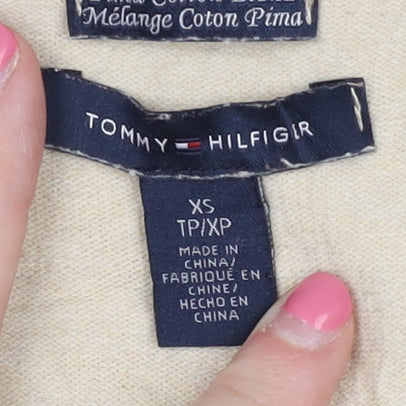 Mélange Coton Pima
TOMMY HILFIGER
XS
TP/XP
MADE IN
CHINA/
FABRIQUÉ EN
CHINE/
HECHO EN
CHINA